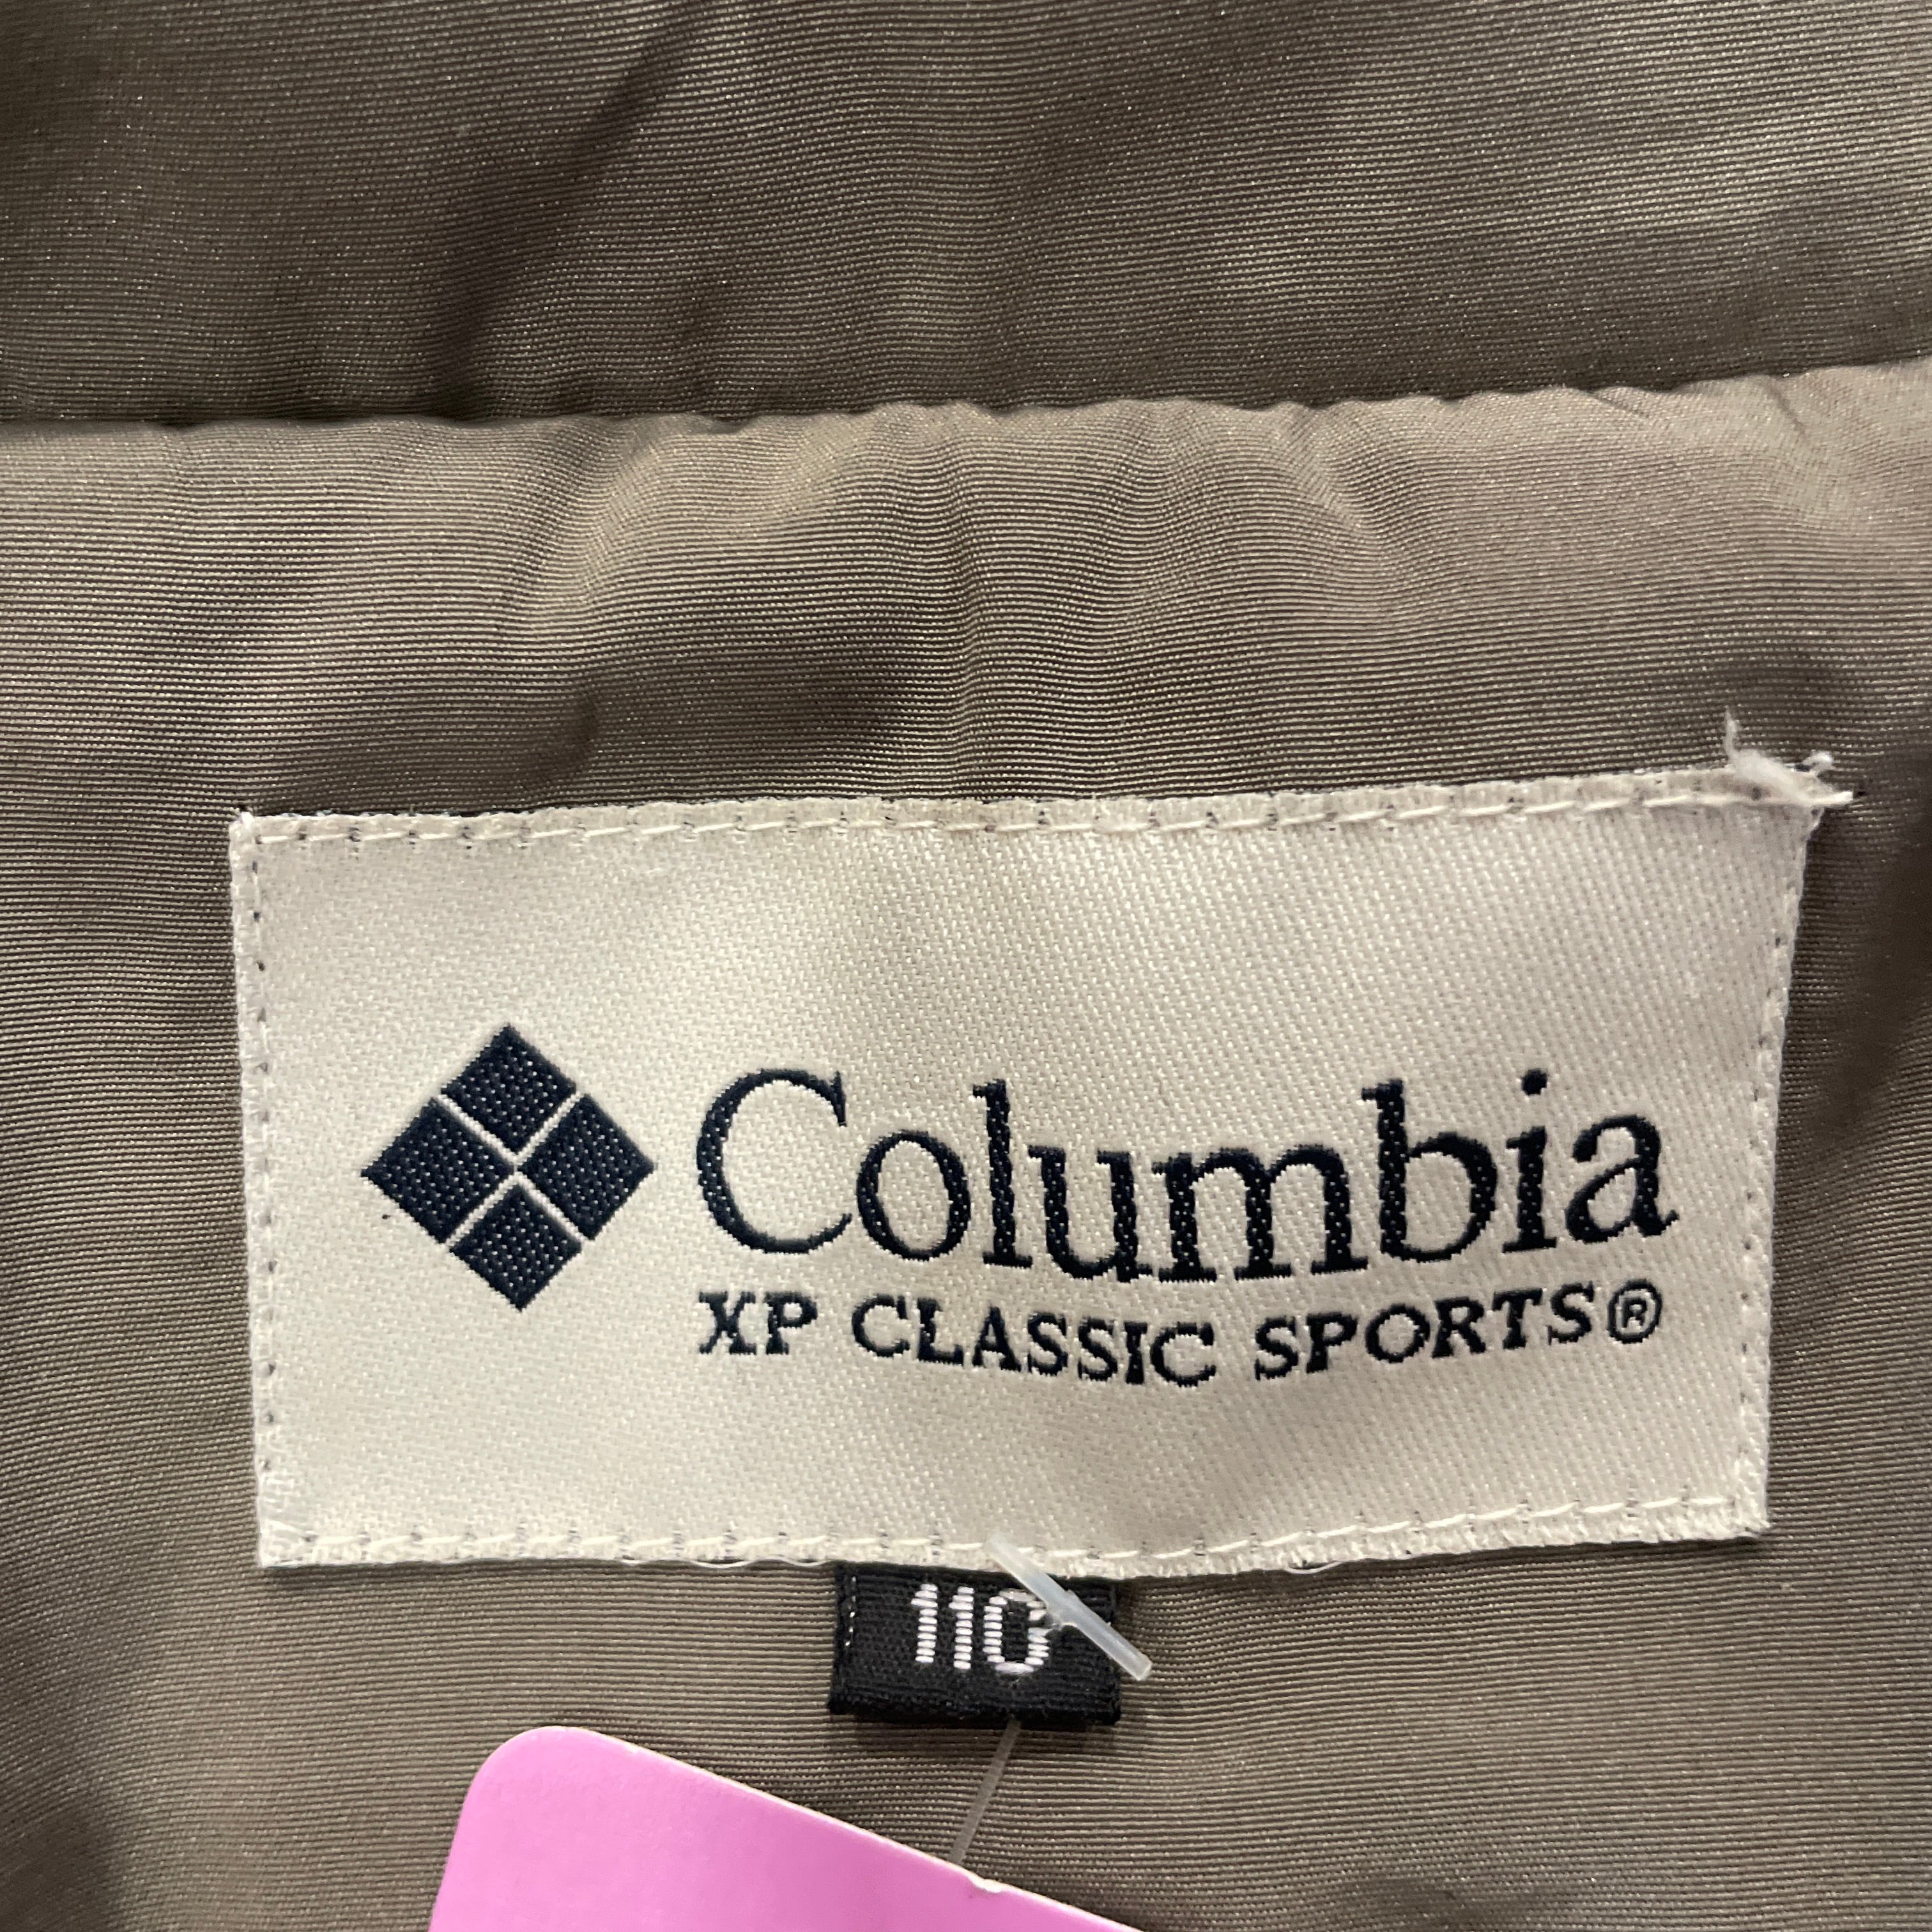 Columbia
XP CLASSIC SPORTS®
110